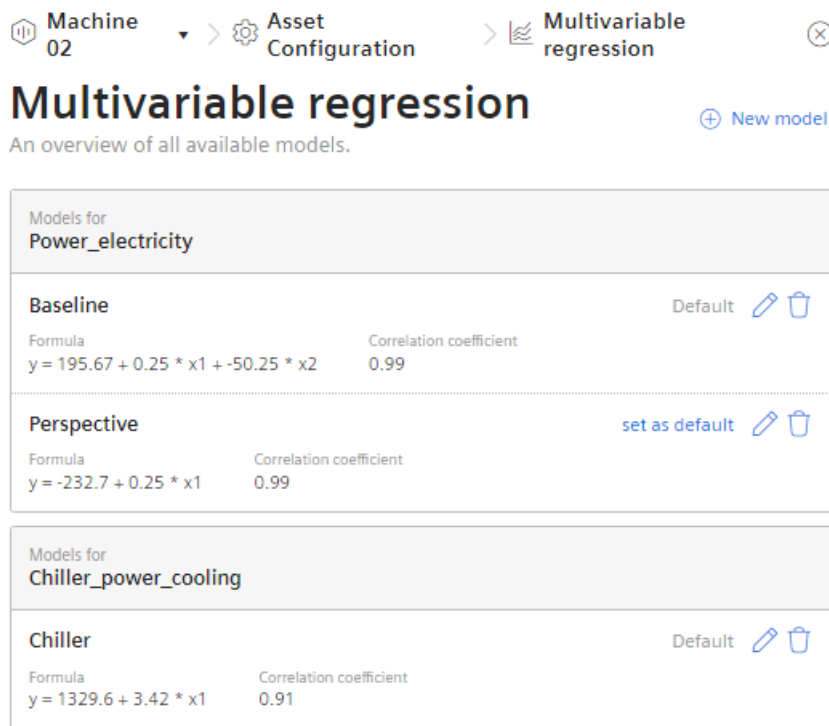 Machine
02
Asset
Configuration
Multivariable
regression
Multivariable regression
New model
An overview of all available models.
Models for
Power_electricity
Baseline
Default
Formula
Correlation coefficient
y = 195.67 + 0.25 * x1 + -50.25 * x2
0.99
Perspective
set as default
Formula
Correlation coefficient
y = -232.7 + 0.25 * x1
0.99
Models for
Chiller_power_cooling
Chiller
Default
Formula
Correlation coefficient
y = 1329.6 + 3.42 * x1
0.91